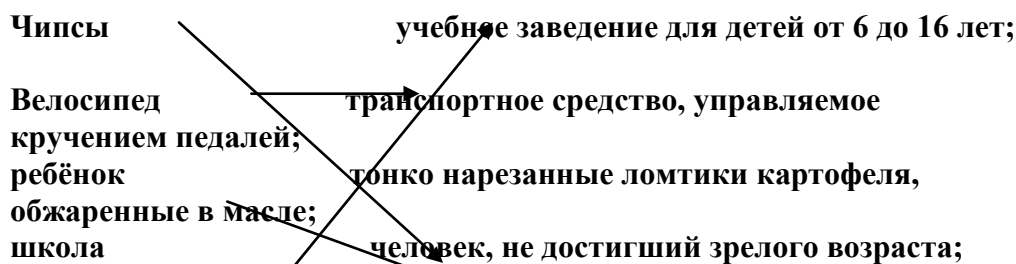 Чипсы учебное заведение для детей от 6 до 16 лет;
Велосипед транспортное средство, управляемое
кручением педалей;
ребёнок тонко нарезанные ломтики картофеля,
обжаренные в масле;
школа человек, не достигший зрелого возраста;